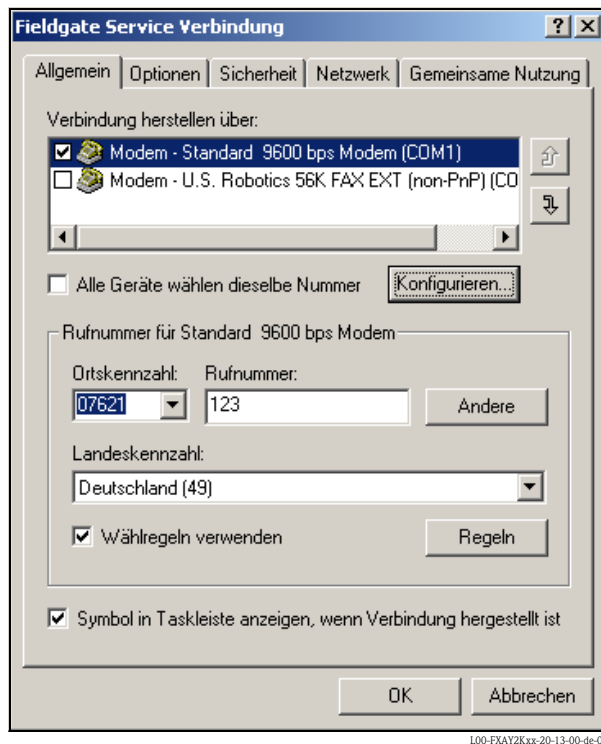 Fieldgate Service Verbindung
Allgemein Optionen Sicherheit Netzwerk Gemeinsame Nutzung
Verbindung herstellen über:
Modem - Standard 9600 bps Modem (COM1)
Modem - U.S. Robotics 56K FAX EXT (non-PnP) (CO
Alle Geräte wählen dieselbe Nummer Konfigurieren...
Rufnummer für Standard 9600 bps Modem
Ortskennzahl: Rufnummer:
07621 123 Andere
Landeskennzahl:
Deutschland (49)
Wählregeln verwenden Regeln
Symbol in Taskleiste anzeigen, wenn Verbindung hergestellt ist
OK Abbrechen
L00-FXAY2Kxx-20-13-00-de-0